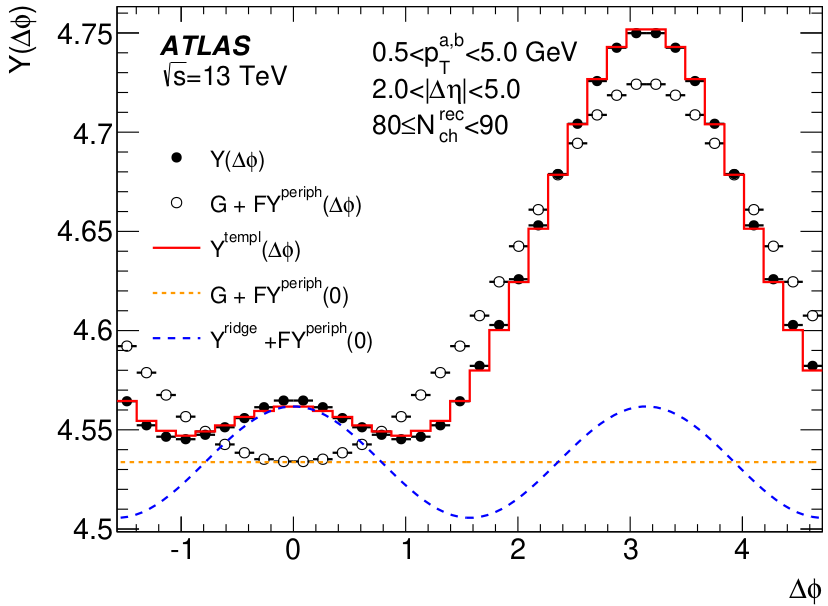 Y(Δϕ)
ATLAS
√s=13 TeV
0.5<p_T^{a,b}<5.0 GeV
2.0<|Δη|<5.0
80≤N_ch^rec<90
Y(Δϕ)
G + FY^periph(Δϕ)
Y^templ(Δϕ)
G + FY^periph(0)
Y^ridge +FY^periph(0)
4.75
4.7
4.65
4.6
4.55
4.5
-1 0 1 2 3 4
Δϕ